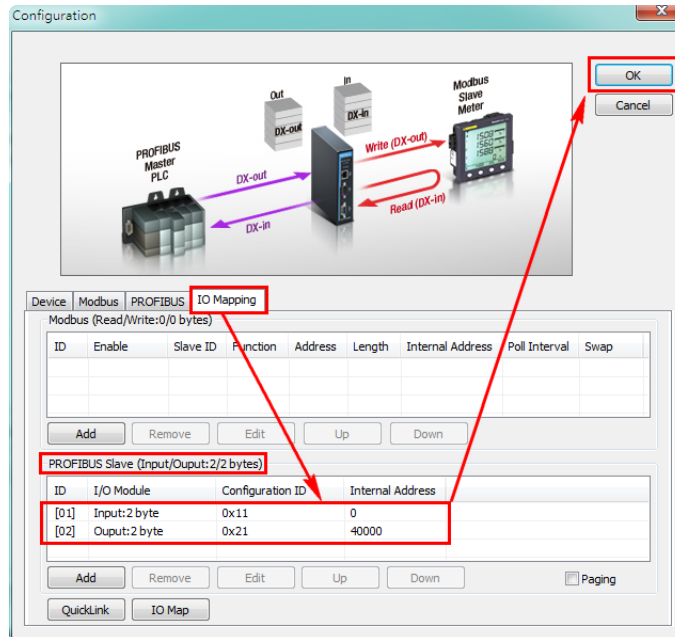 Configuration
OK
Cancel
Out
DX-out
In
DX-in
Modbus
Slave
Meter
Write (DX-out)
PROFIBUS
Master
PLC
DX-out
Read (DX-in)
DX-in
Device Modbus PROFIBUS IO Mapping
Modbus (Read/Write:0/0 bytes)
ID Enable Slave ID Function Address Length Internal Address Poll Interval Swap
Add Remove Edit Up Down
PROFIBUS Slave (Input/Ouput:2/2 bytes)
ID I/O Module Configuration ID Internal Address
[01] Input:2 byte 0x11 0
[02] Ouput:2 byte 0x21 40000
Add Remove Edit Up Down Paging
QuickLink IO Map